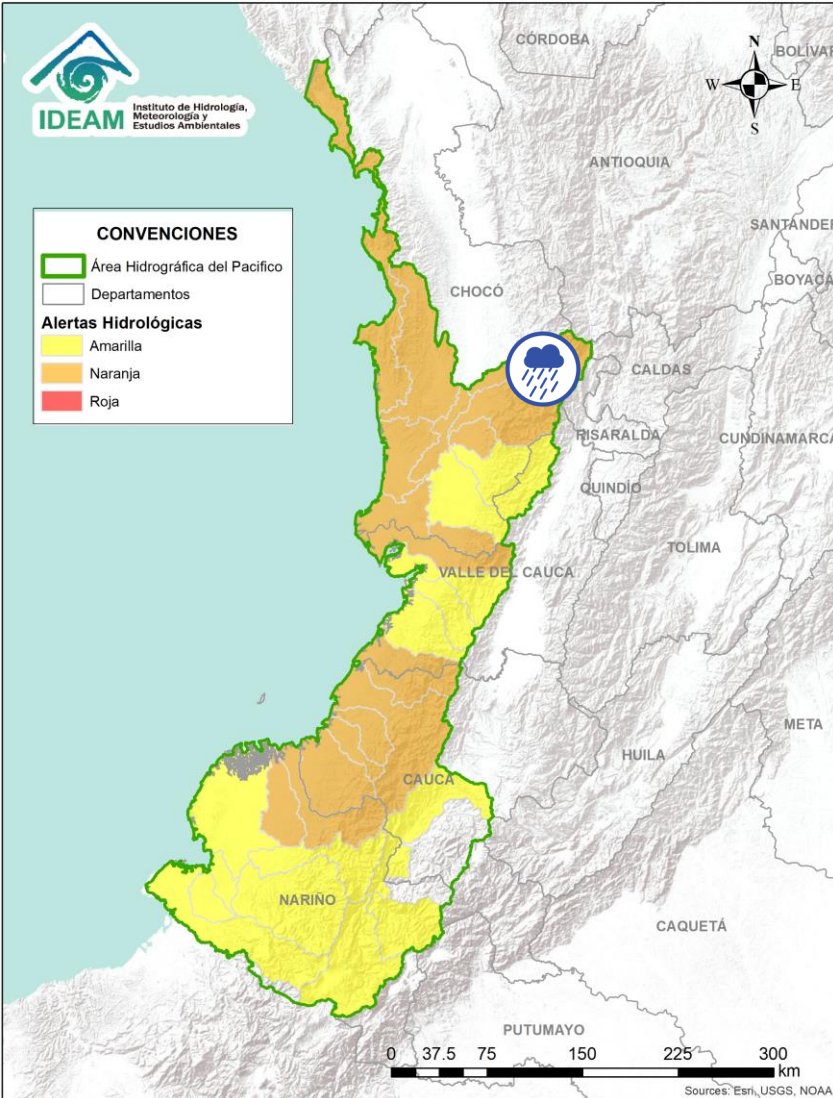 CÓRDOBA
BOLÍVAR
N
W E
S
IDEAM
Instituto de Hidrología,
Meteorología y
Estudios Ambientales
ANTIOQUIA
SANTANDER
BOYACÁ
CONVENCIONES
Área Hidrográfica del Pacifico
Departamentos
Alertas Hidrológicas
Amarilla
Naranja
Roja
CHOCÓ
CALDAS
RISARALDA
CUNDINAMARCA
QUINDÍO
TOLIMA
VALLE DEL CAUCA
META
HUILA
CAUCA
NARIÑO
CAQUETÁ
PUTUMAYO
0 37.5 75 150 225 300
km
Sources: Esri, USGS, NOAA